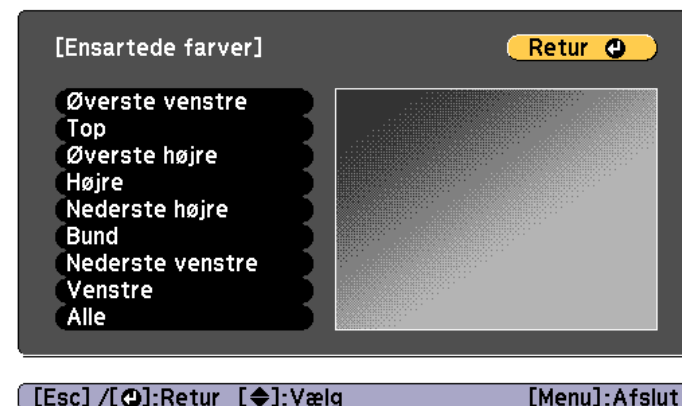 [Ensartede farver] Retur
Øverste venstre
Top
Øverste højre
Højre
Nederste højre
Bund
Nederste venstre
Venstre
Alle
[Esc] /[⏎]:Retur [◆]:Vælg [Menu]:Afslut